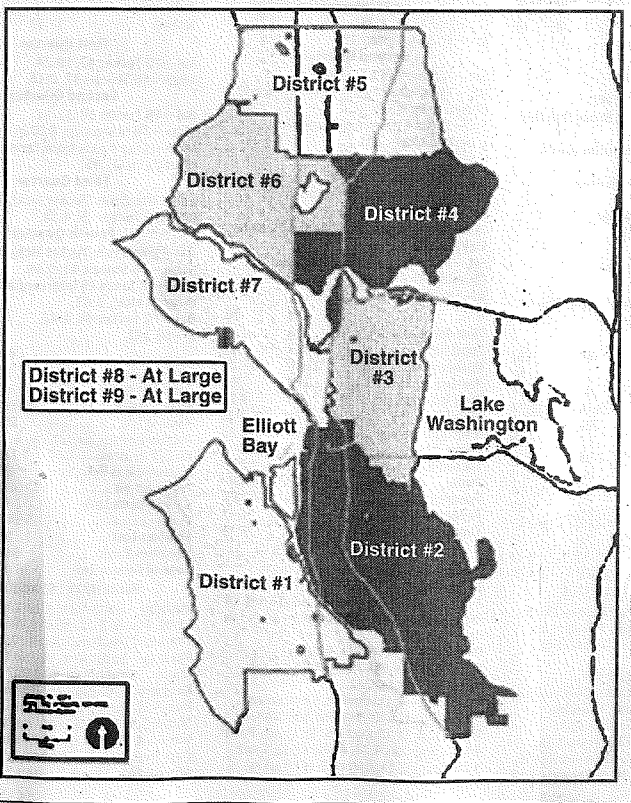 District #5
District #6
District #4
District #7
District
#3
District #8 - At Large
District #9 - At Large
Lake
Washington
Elliott
Bay
District #2
District #1